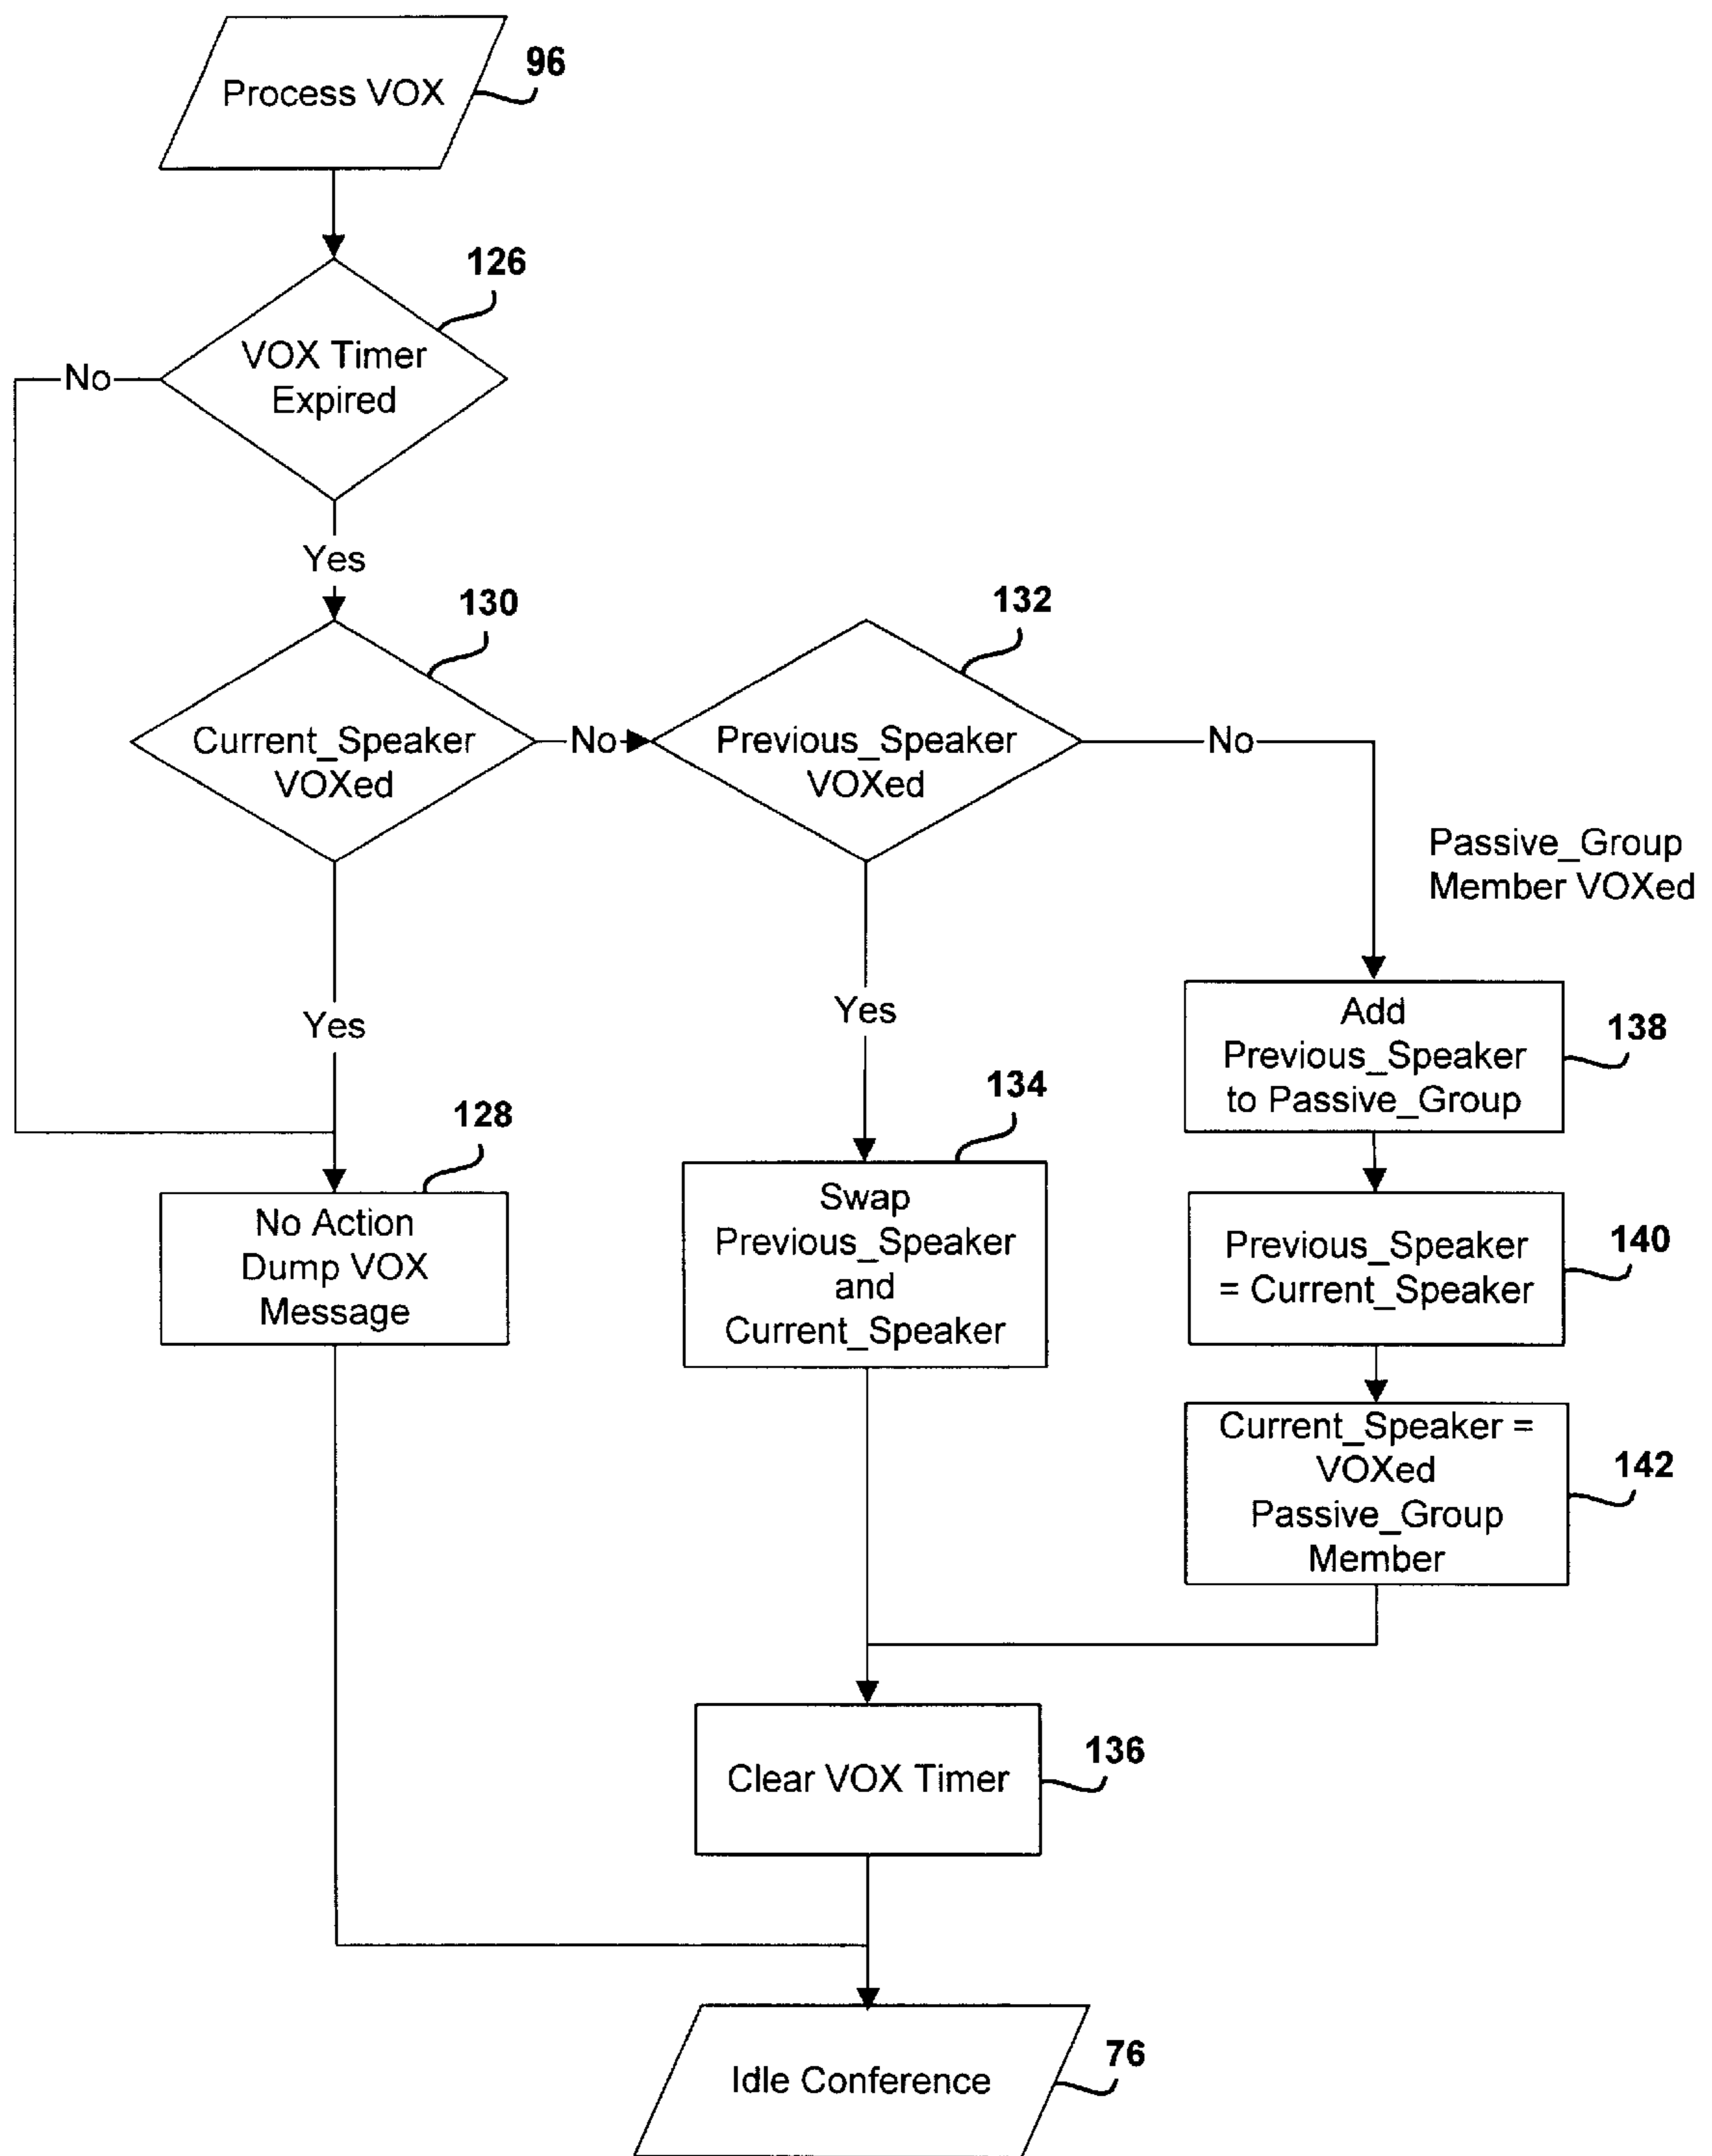 Process VOX
96
126
VOX Timer
Expired
No
Yes
130
132
Current_Speaker
VOXed
No
Previous_Speaker
VOXed
No
Passive_Group
Member VOXed
Yes
Yes
Add
Previous_Speaker
to Passive_Group
138
128
134
No Action
Dump VOX
Message
Swap
Previous_Speaker
and
Current_Speaker
Previous_Speaker
= Current_Speaker
140
Current_Speaker =
VOXed
Passive_Group
Member
142
Clear VOX Timer
136
Idle Conference
76